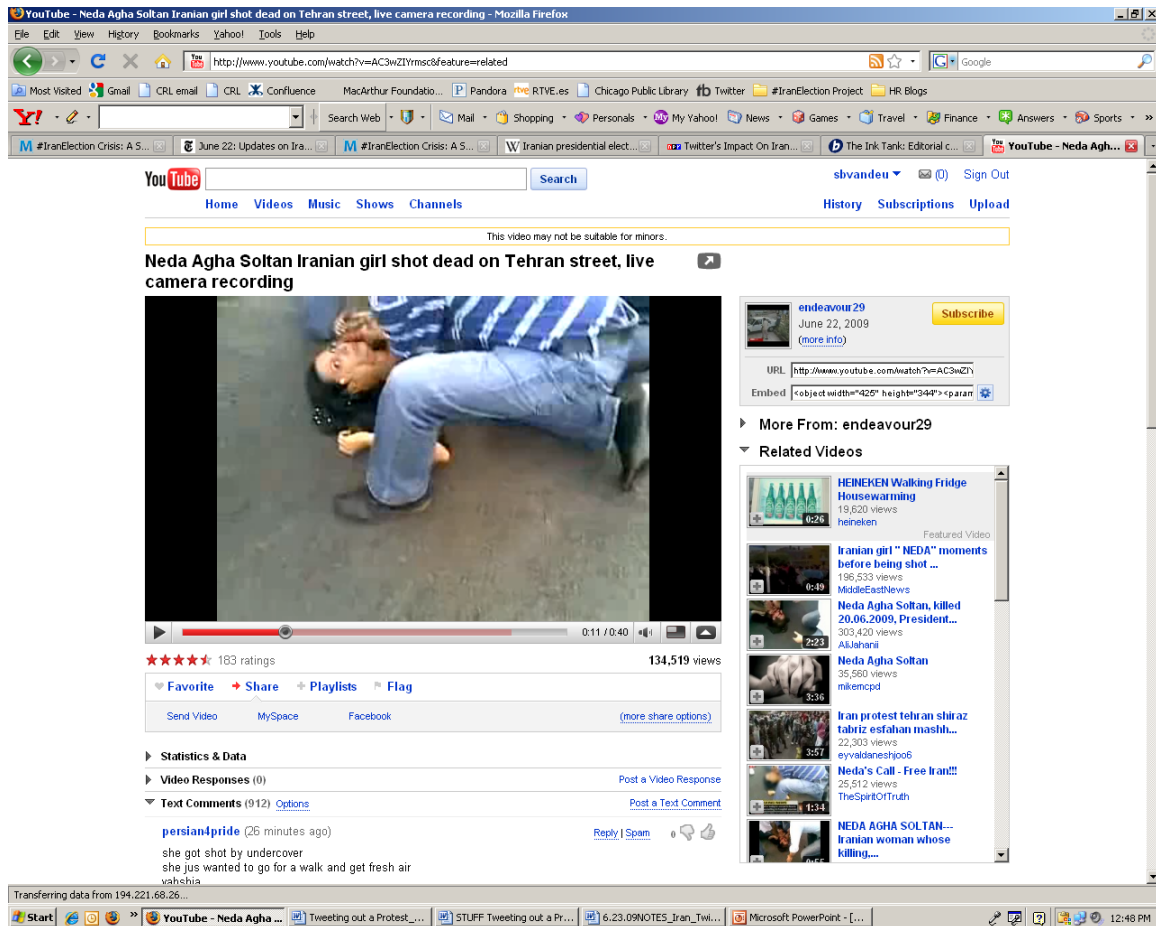 YouTube - Neda Agha Soltan Iranian girl shot dead on Tehran street, live camera recording - Mozilla Firefox
File Edit View History Bookmarks Yahoo! Tools Help
http://www.youtube.com/watch?v=AC3wZIYrmsc&feature=related
Google
Most Visited Gmail CRL email CRL Confluence MacArthur Foundatio... Pandora RTVE.es Chicago Public Library Twitter #IranElection Project HR Blogs
Y! Search Web Mail Shopping Personals My Yahoo! News Games Travel Finance Answers Sports »
#IranElection Crisis: A S... June 22: Updates on Ira... #IranElection Crisis: A S... Iranian presidential elect... Twitter's Impact On Iran... The Ink Tank: Editorial c... YouTube - Neda Agh...
YouTube Search sbvandeu (0) Sign Out
Home Videos Music Shows Channels History Subscriptions Upload
This video may not be suitable for minors.
Neda Agha Soltan Iranian girl shot dead on Tehran street, live
camera recording
endeavour29
June 22, 2009
(more info)
Subscribe
URL http://www.youtube.com/watch?v=AC3wZIY
Embed <object width="425" height="344"><param
More From: endeavour29
Related Videos
HEINEKEN Walking Fridge
Housewarming
19,620 views
heineken
0:26
Featured Video
Iranian girl " NEDA" moments
before being shot ...
196,533 views
MiddleEastNews
0:49
Neda Agha Soltan, killed
20.06.2009, President...
303,420 views
AliJahanii
2:23
Neda Agha Soltan
35,560 views
mikemcpd
3:36
Iran protest tehran shiraz
tabriz esfahan mashh...
22,303 views
eyvaldaneshjoo6
3:57
Neda's Call - Free Iran!!!
25,512 views
TheSpiritOfTruth
1:34
NEDA AGHA SOLTAN---
Iranian woman whose
killing,...
0:55
0:11 / 0:40
183 ratings 134,519 views
Favorite Share Playlists Flag
Send Video MySpace Facebook (more share options)
Statistics & Data
Video Responses (0) Post a Video Response
Text Comments (912) Options Post a Text Comment
persian4pride (26 minutes ago) Reply | Spam 0
she got shot by undercover
she jus wanted to go for a walk and get fresh air
vahshia
Transferring data from 194.221.68.26...
Start » YouTube - Neda Agha ... Tweeting out a Protest_... STUFF Tweeting out a Pr... 6.23.09NOTES_Iran_Twi... Microsoft PowerPoint - [... 12:48 PM